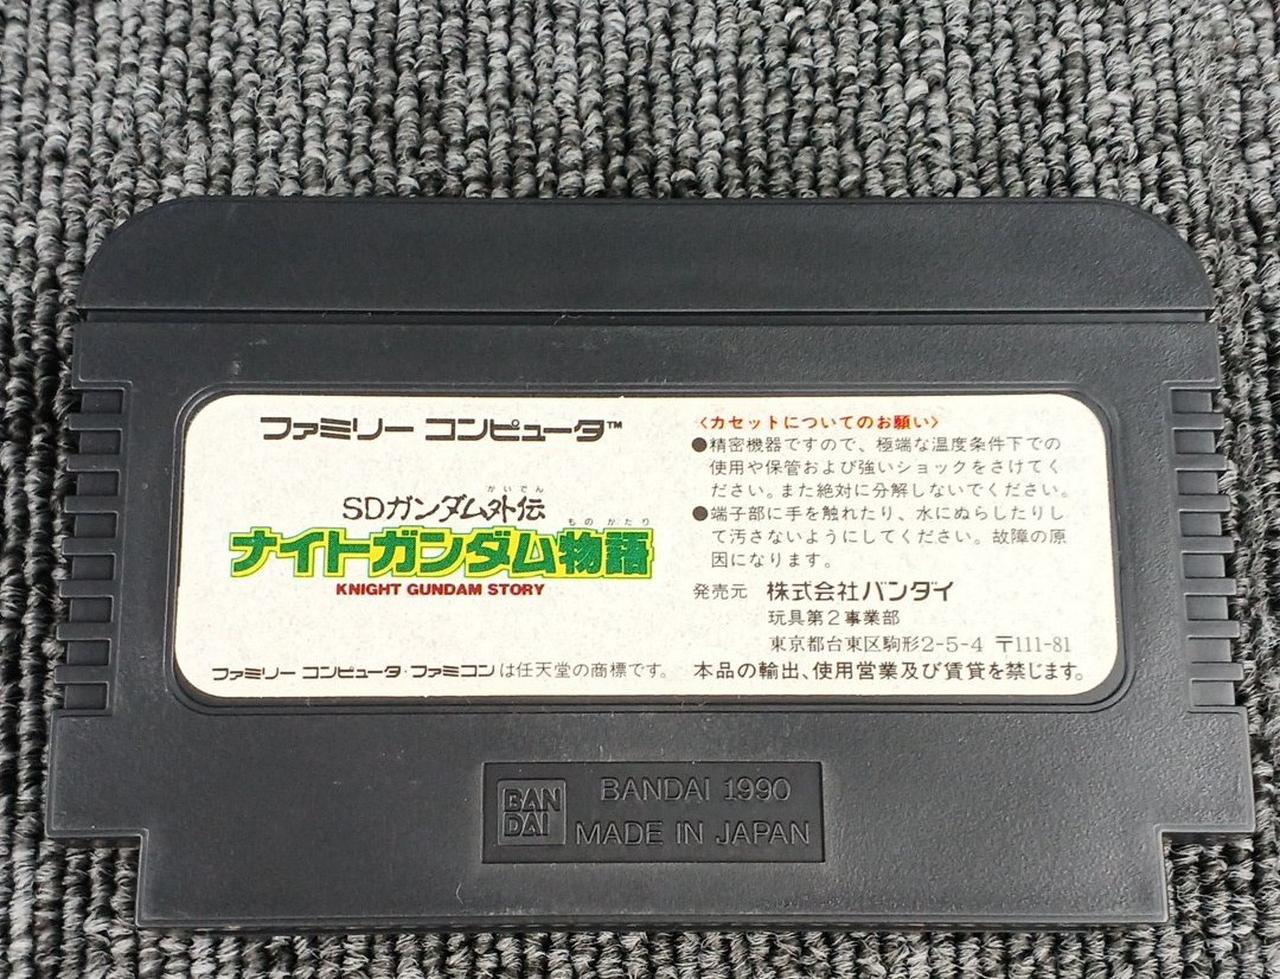 ファミリー コンピュータ™
かいでん
SDガンダム外伝
ものがたり
ナイトガンダム物語
KNIGHT GUNDAM STORY
ファミリー コンピュータ・ファミコンは任天堂の商標です。
〈カセットについてのお願い〉
●精密機器ですので、極端な温度条件下での
使用や保管および強いショックをさけてく
ださい。また絶対に分解しないでください。
●端子部に手を触れたり、水にぬらしたりし
て汚さないようにしてください。故障の原
因になります。
発売元 株式会社バンダイ
玩具第2事業部
東京都台東区駒形2-5-4 〒111-81
本品の輸出、使用営業及び賃貸を禁じます。
BAN
DAI
BANDAI 1990
MADE IN JAPAN